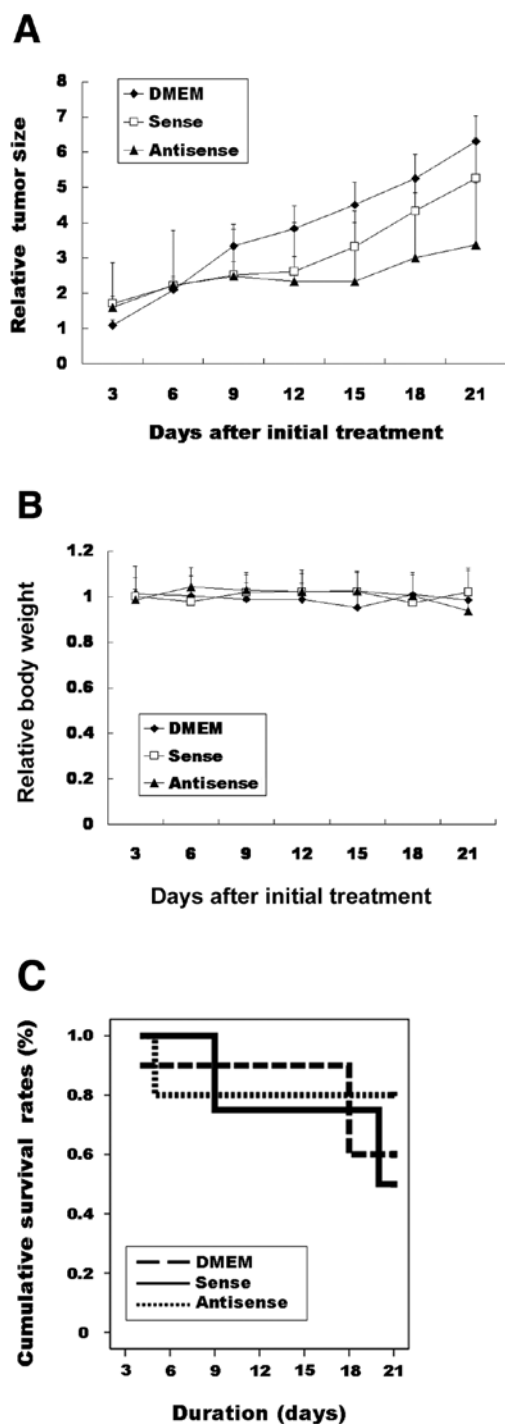 A
Relative tumor size
8
7
6
5
4
3
2
1
0
DMEM
Sense
Antisense
3 6 9 12 15 18 21
Days after initial treatment
B
Relative body weight
1.2
1
0.8
0.6
0.4
0.2
0
DMEM
Sense
Antisense
3 6 9 12 15 18 21
Days after initial treatment
C
Cumulative survival rates (%)
1.0
0.8
0.6
0.4
0.2
0
DMEM
Sense
Antisense
3 6 9 12 15 18 21
Duration (days)